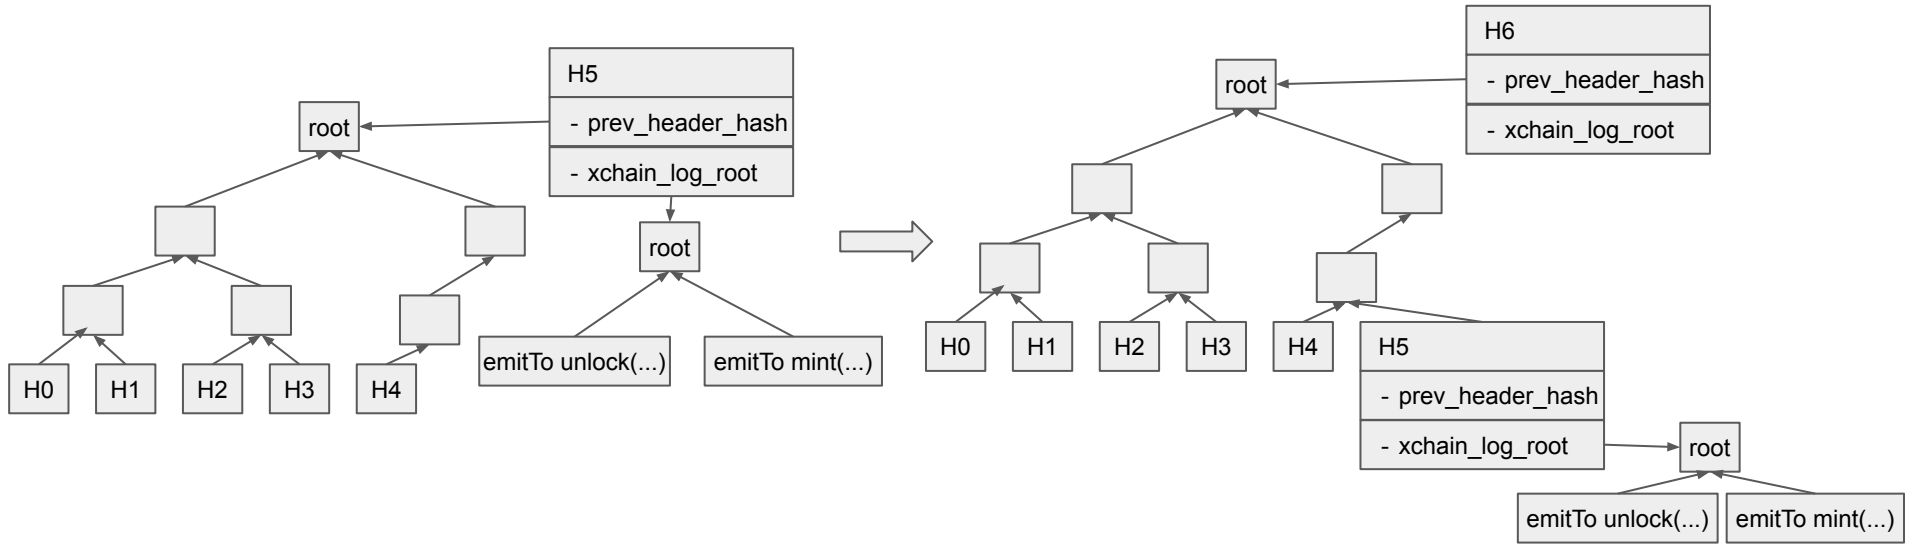 H5
- prev_header_hash
- xchain_log_root
root
root
H0
H1
H2
H3
H4
emitTo unlock(...)
emitTo mint(...)
H6
- prev_header_hash
- xchain_log_root
root
H0
H1
H2
H3
H4
H5
- prev_header_hash
- xchain_log_root
root
emitTo unlock(...)
emitTo mint(...)